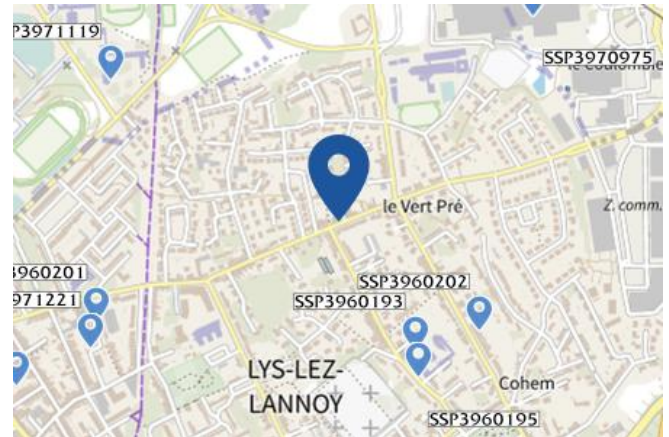 P3971119
SSP3970975
le Vert Pré
Z. comm.
3960201
971221
SSP3960202
SSP3960193
LYS-LEZ-
LANNOY
Cohem
SSP3960195